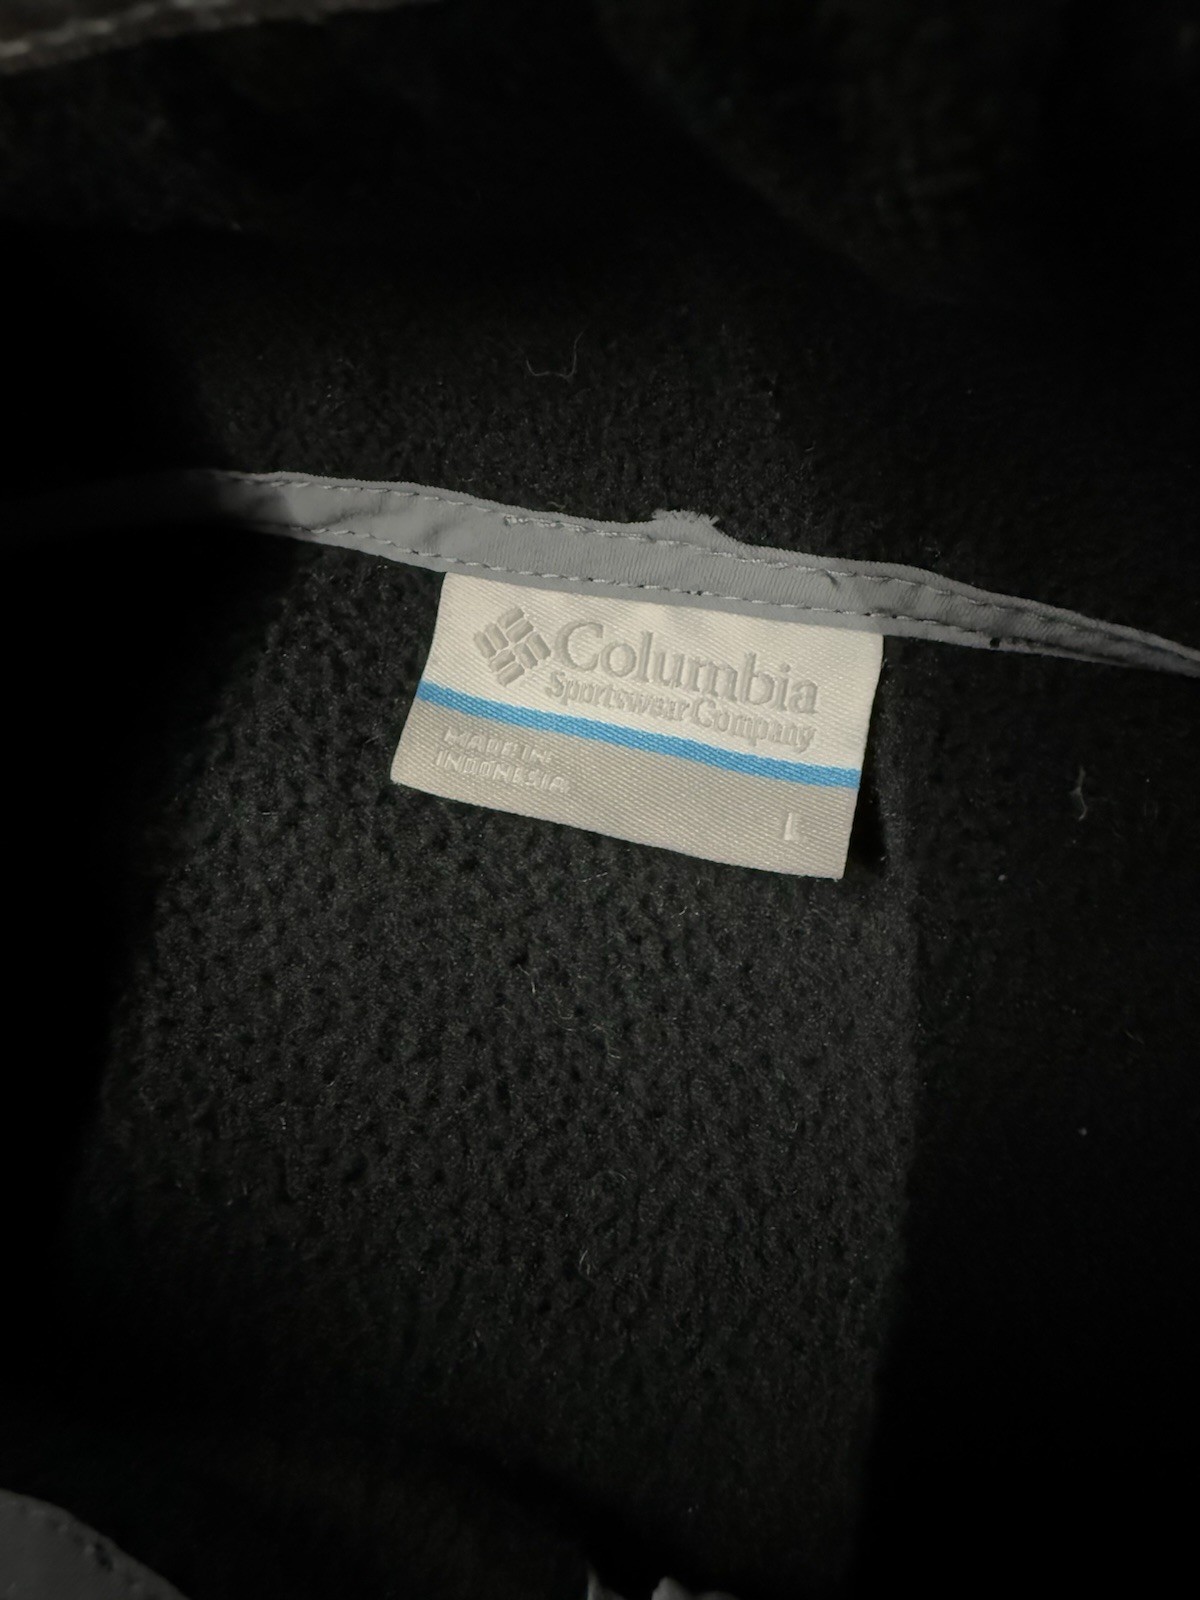 Columbia
Sportswear Company
MADE IN
INDONESIA
L